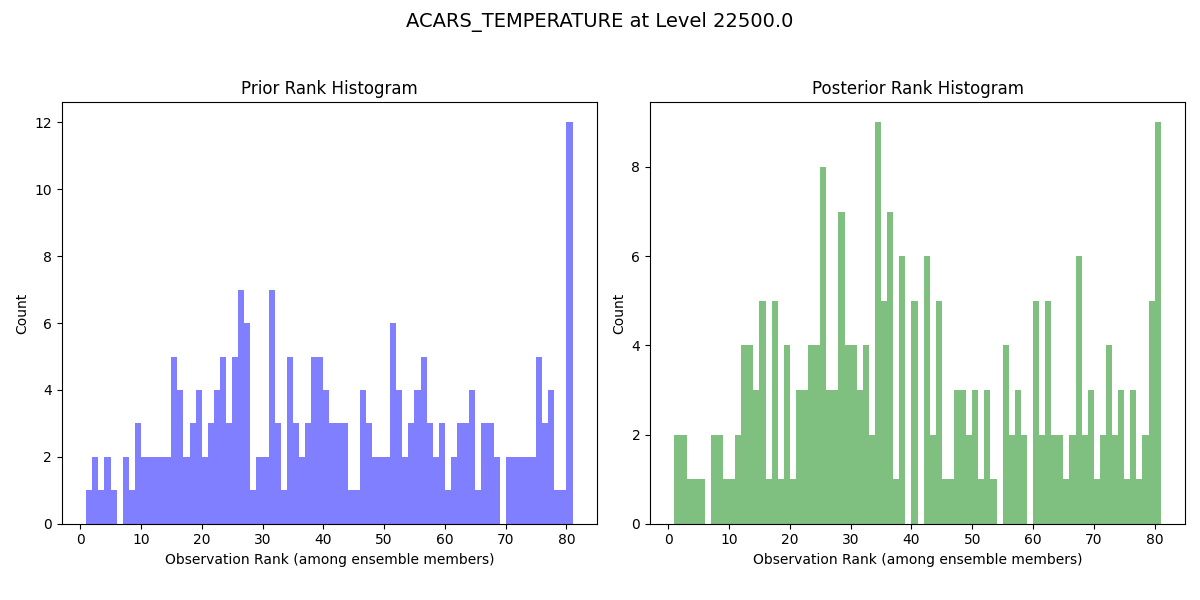 ACARS_TEMPERATURE at Level 22500.0
Prior Rank Histogram
Count
12
10
8
6
4
2
0
0 10 20 30 40 50 60 70 80
Observation Rank (among ensemble members)
Posterior Rank Histogram
Count
8
6
4
2
0
0 10 20 30 40 50 60 70 80
Observation Rank (among ensemble members)